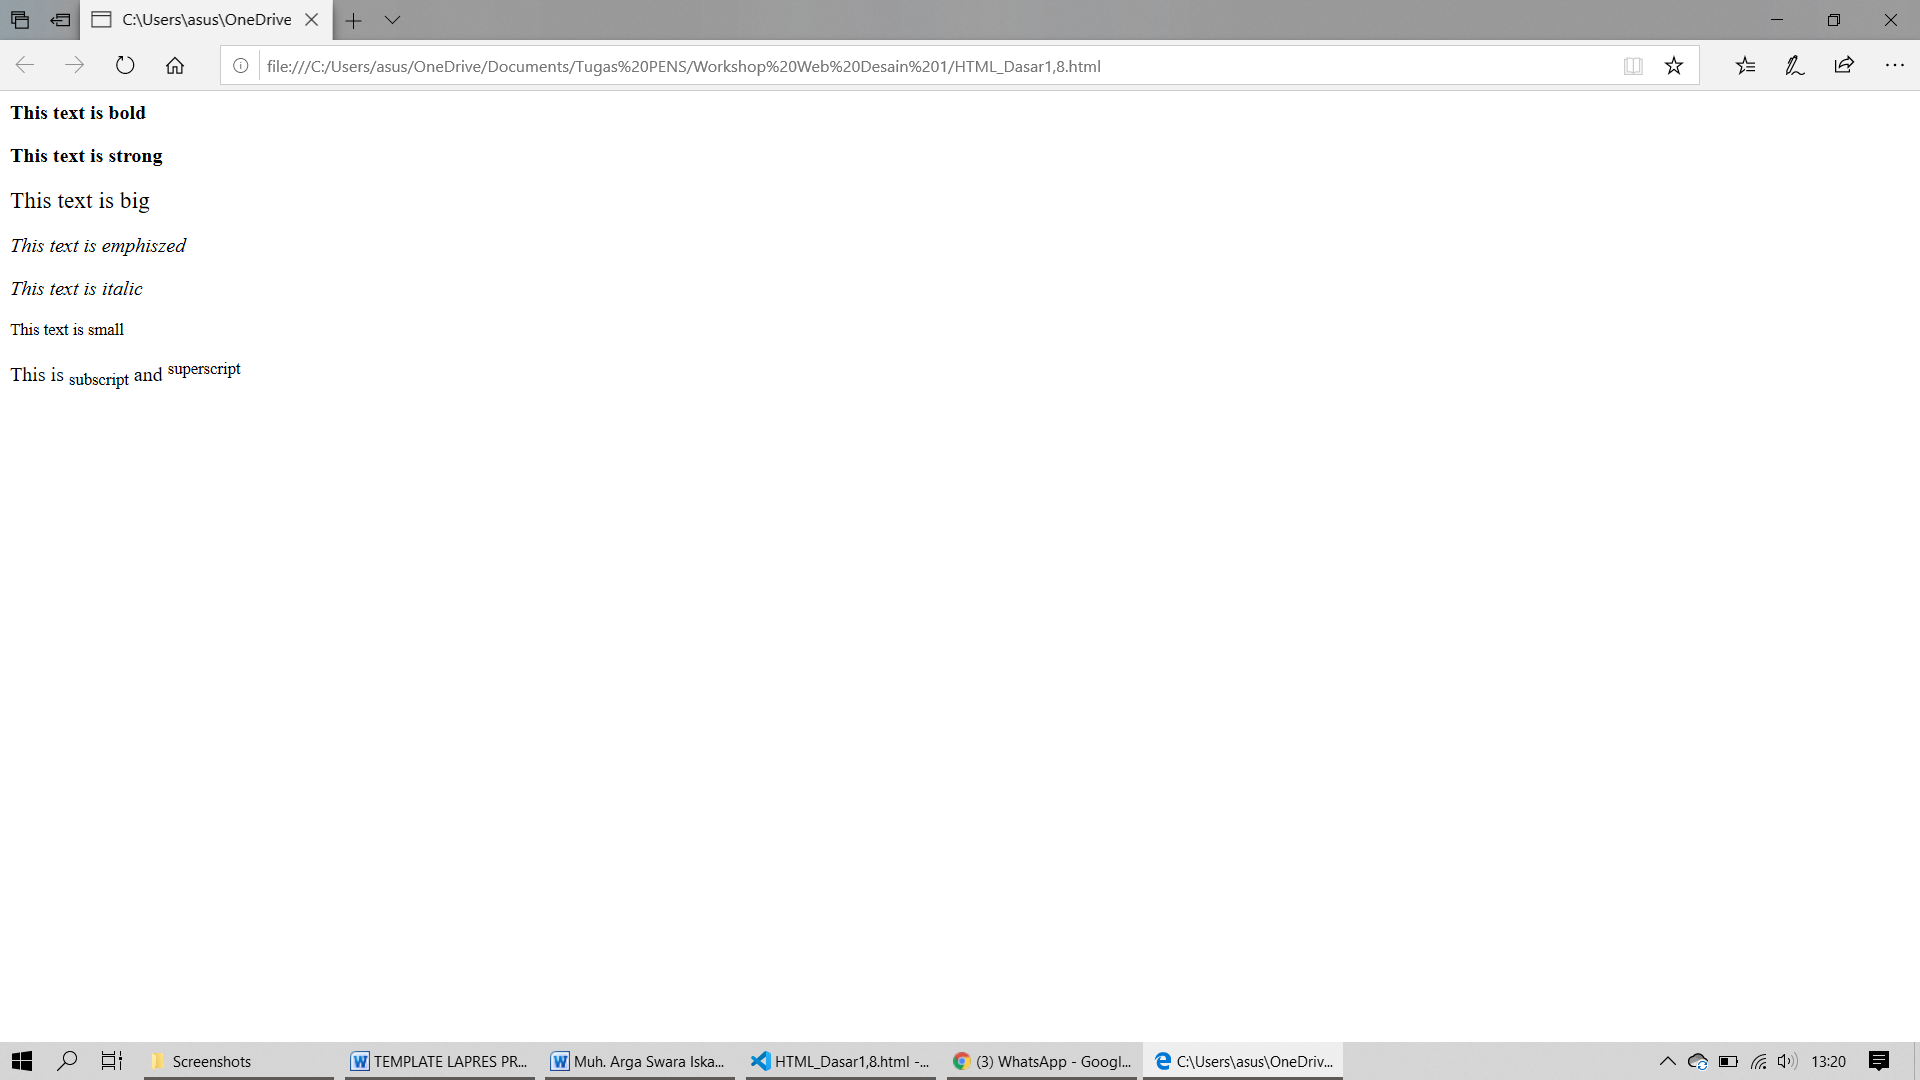 C:\Users\asus\OneDrive
file:///C:/Users/asus/OneDrive/Documents/Tugas%20PENS/Workshop%20Web%20Desain%201/HTML_Dasar1,8.html
This text is bold
This text is strong
This text is big
This text is emphiszed
This text is italic
This text is small
This is subscript and superscript
Screenshots
TEMPLATE LAPRES PR...
Muh. Arga Swara Iska...
HTML_Dasar1,8.html -...
(3) WhatsApp - Googl...
C:\Users\asus\OneDriv...
13:20